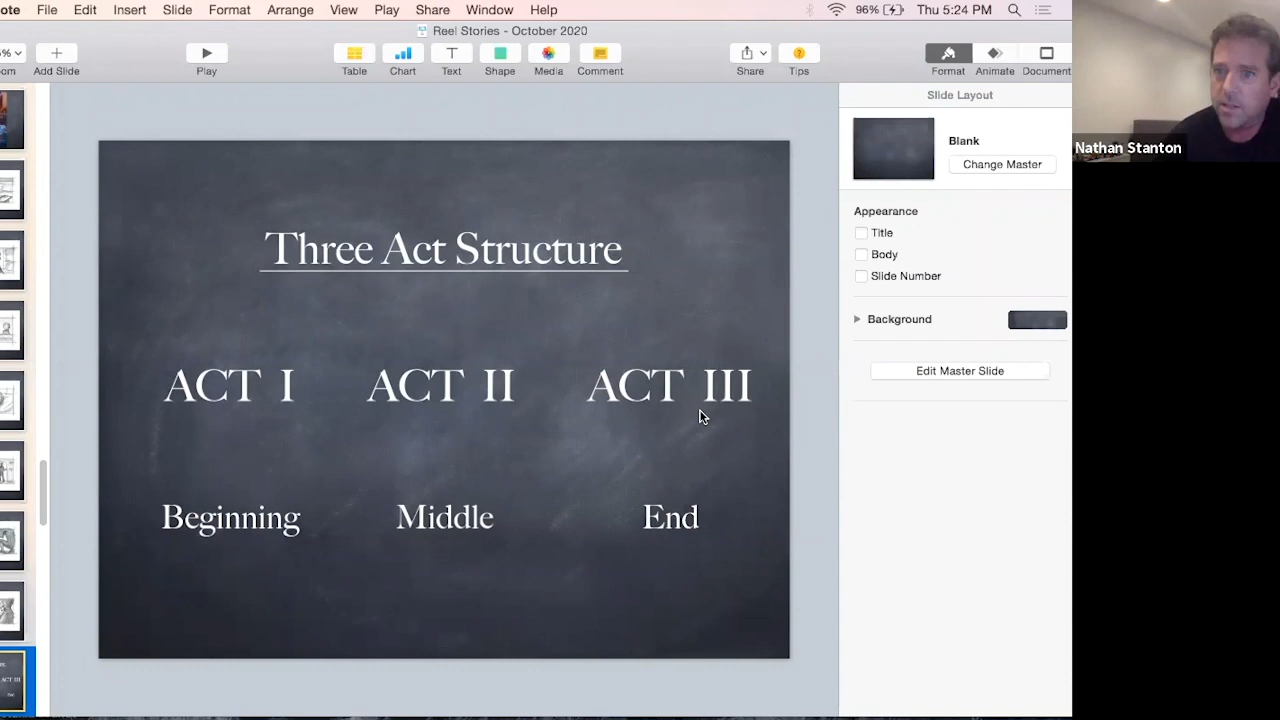 ote File Edit Insert Slide Format Arrange View Play Share Window Help 96% Thu 5:24 PM
Reel Stories - October 2020
%
oom Add Slide Play Table Chart Text Shape Media Comment Share Tips Format Animate Document
Slide Layout
Blank
Change Master
Nathan Stanton
Appearance
Title
Body
Slide Number
Background
Edit Master Slide
Three Act Structure
ACT I ACT II ACT III
Beginning Middle End
ACT III